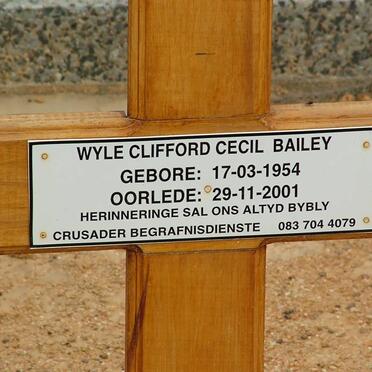 WYLE CLIFFORD CECIL BAILEY
GEBORE: 17-03-1954
OORLEDE: 29-11-2001
HERINNERINGE SAL ONS ALTYD BYBLY
CRUSADER BEGRAFNISDIENSTE 083 704 4079